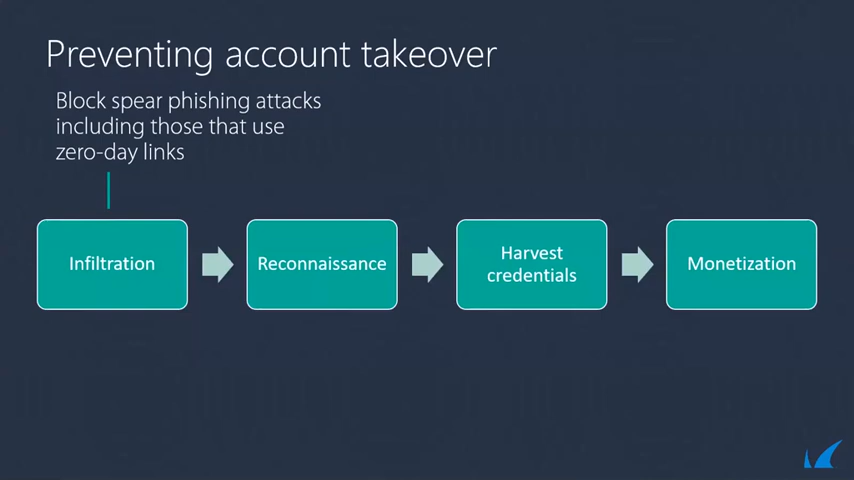 Preventing account takeover
Block spear phishing attacks
including those that use
zero-day links
Infiltration
Reconnaissance
Harvest
credentials
Monetization